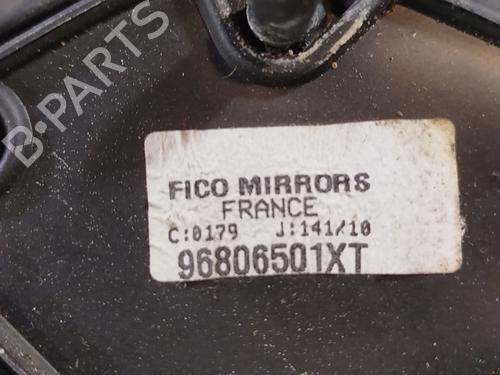 B-PARTS
FICO MIRRORS
FRANCE
C:0179 J:141/10
96806501XT